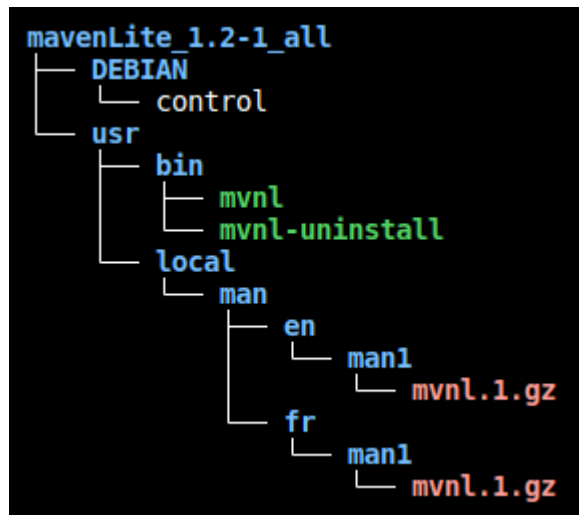 mavenLite_1.2-1_all
├── DEBIAN
│   └── control
└── usr
    ├── bin
    │   ├── mvnl
    │   └── mvnl-uninstall
    └── local
        └── man
            ├── en
            │   └── man1
            │       └── mvnl.1.gz
            └── fr
                └── man1
                    └── mvnl.1.gz